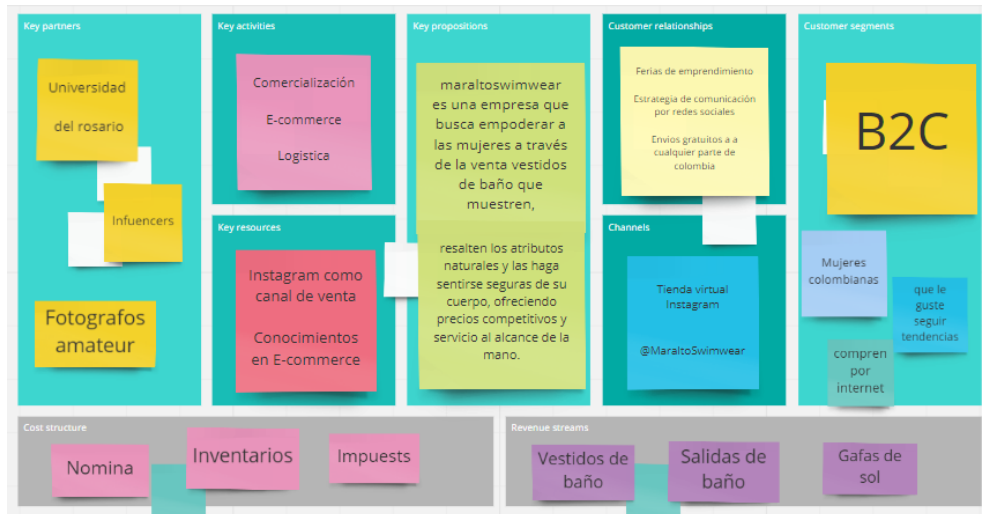 Key partners
Universidad
del rosario
Infuencers
Fotografos
amateur
Key activities
Comercialización
E-commerce
Logistica
Key resources
Instagram como
canal de venta
Conocimientos
en E-commerce
Key propositions
maraltoswimwear
es una empresa que
busca empoderar a
las mujeres a través
de la venta vestidos
de baño que
muestren,
resalten los atributos
naturales y las haga
sentirse seguras de su
cuerpo, ofreciendo
precios competitivos y
servicio al alcance de la
mano.
Customer relationships
Ferias de emprendimiento
Estrategia de comunicación
por redes sociales
Envios gratuitos a a
cualquier parte de
colombia
Channels
Tienda virtual
Instagram
@MaraltoSwimwear
Customer segments
B2C
Mujeres
colombianas
que le
guste
seguir
tendencias
compren
por
internet
Cost structure
Nomina
Inventarios
Impuests
Revenue streams
Vestidos de
baño
Salidas de
baño
Gafas de
sol